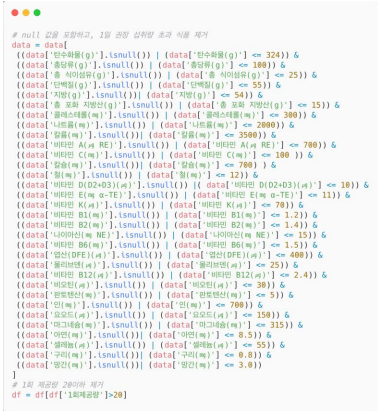 # null 값을 포함하고, 1일 권장 섭취량 초과 식품 제거
data = data[
((data['탄수화물(g)'].isnull()) | (data['탄수화물(g)'] <= 324)) &
((data['총당류(g)'].isnull()) | (data['총당류(g)'] <= 100)) &
((data['총 식이섬유(g)'].isnull()) | (data['총 식이섬유(g)'] <= 25)) &
((data['단백질(g)'].isnull()) | (data['단백질(g)'] <= 55)) &
((data['지방(g)'].isnull())| (data['지방(g)'] <= 54)) &
((data['총 포화 지방산(g)'].isnull()) | (data['총 포화 지방산(g)'] <= 15)) &
((data['콜레스테롤(㎎)'].isnull()) | (data['콜레스테롤(㎎)'] <= 300)) &
((data['나트륨(㎎)'].isnull()) | (data['나트륨(㎎)'] <= 2000)) &
((data['칼륨(㎎)'].isnull())| (data['칼륨(㎎)'] <= 3500)) &
((data['비타민 A(㎍ RE)'].isnull()) | (data['비타민 A(㎍ RE)'] <= 700)) &
((data['비타민 C(㎎)'].isnull()) | (data['비타민 C(㎎)'] <= 100 )) &
((data['칼슘(㎎)'].isnull()) | (data['칼슘(㎎)'] <= 700) ) &
((data['철(㎎)'].isnull()) | (data['철(㎎)'] <= 12)) &
((data['비타민 D(D2+D3)(㎍)'].isnull()) |( data['비타민 D(D2+D3)(㎍)'] <= 10)) &
((data['비타민 E(㎎ α-TE)'].isnull()) | (data['비타민 E(㎎ α-TE)'] <= 11)) &
((data['비타민 K(㎍)'].isnull()) | (data['비타민 K(㎍)'] <= 70)) &
((data['비타민 B1(㎎)'].isnull()) | (data['비타민 B1(㎎)'] <= 1.2)) &
((data['비타민 B2(㎎)'].isnull()) | (data['비타민 B2(㎎)'] <= 1.4)) &
((data['나이아신(㎎ NE)'].isnull()) | (data['나이아신(㎎ NE)'] <= 15)) &
((data['비타민 B6(㎎)'].isnull()) | (data['비타민 B6(㎎)'] <= 1.5)) &
((data['엽산(DFE)(㎍)'].isnull()) | (data['엽산(DFE)(㎍)'] <= 400)) &
((data['몰리브덴(㎍)'].isnull()) | (data['몰리브덴(㎍)'] <= 25)) &
((data['비타민 B12(㎍)'].isnull()) | (data['비타민 B12(㎍)'] <= 2.4)) &
((data['비오틴(㎍)'].isnull()) | (data['비오틴(㎍)'] <= 30)) &
((data['판토텐산(㎎)'].isnull()) | (data['판토텐산(㎎)'] <= 5)) &
((data['인(㎎)'].isnull()) | (data['인(㎎)'] <= 700)) &
((data['요오드(㎍)'].isnull()) | (data['요오드(㎍)'] <= 150)) &
((data['마그네슘(㎎)'].isnull()) | (data['마그네슘(㎎)'] <= 315)) &
((data['아연(㎎)'].isnull())| (data['아연(㎎)'] <= 8.5)) &
((data['셀레늄(㎍)'].isnull()) | (data['셀레늄(㎍)'] <= 55)) &
((data['구리(㎎)'].isnull())| (data['구리(㎎)'] <= 0.8)) &
((data['망간(㎎)'].isnull()) | (data['망간(㎎)'] <= 3.0))
]
# 1회 제공량 20이하 제거
df = df[df['1회제공량']>20]